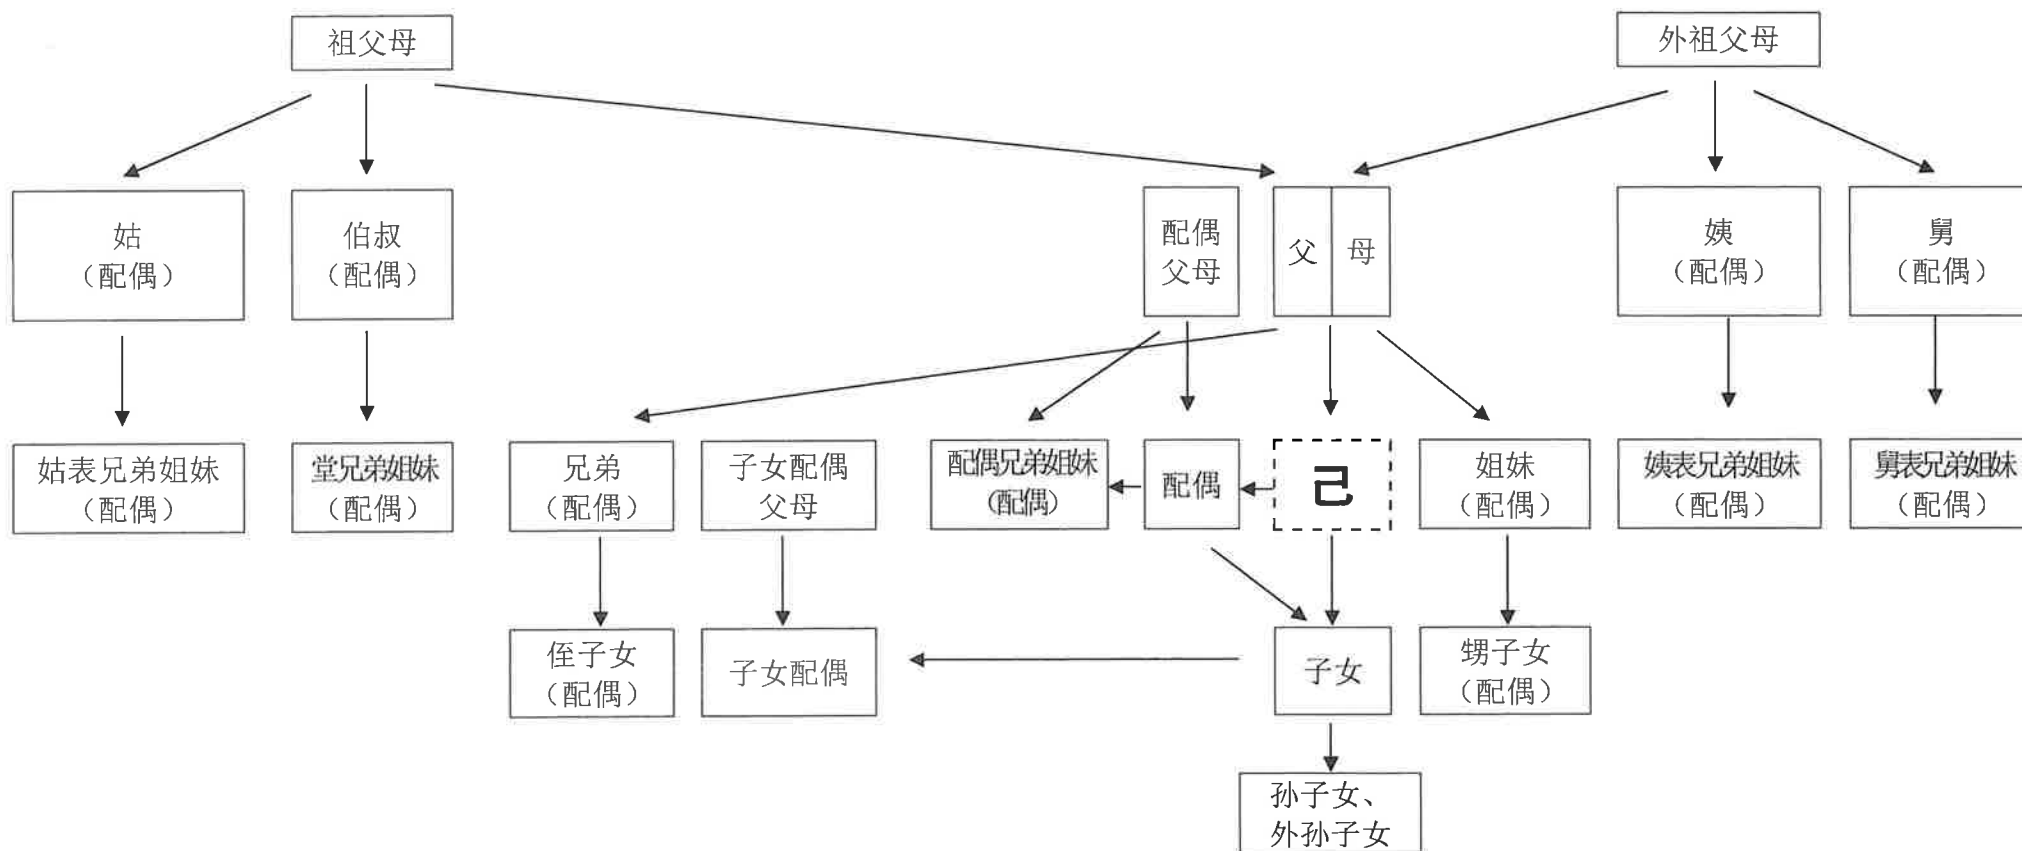 祖父母
外祖父母
姑
（配偶）
伯叔
（配偶）
配偶
父母
父
母
姨
（配偶）
舅
（配偶）
姑表兄弟姐妹
（配偶）
堂兄弟姐妹
（配偶）
兄弟
（配偶）
子女配偶
父母
配偶兄弟姐妹
（配偶）
配偶
己
姐妹
（配偶）
姨表兄弟姐妹
（配偶）
舅表兄弟姐妹
（配偶）
侄子女
（配偶）
子女配偶
子女
甥子女
（配偶）
孙子女、
外孙子女